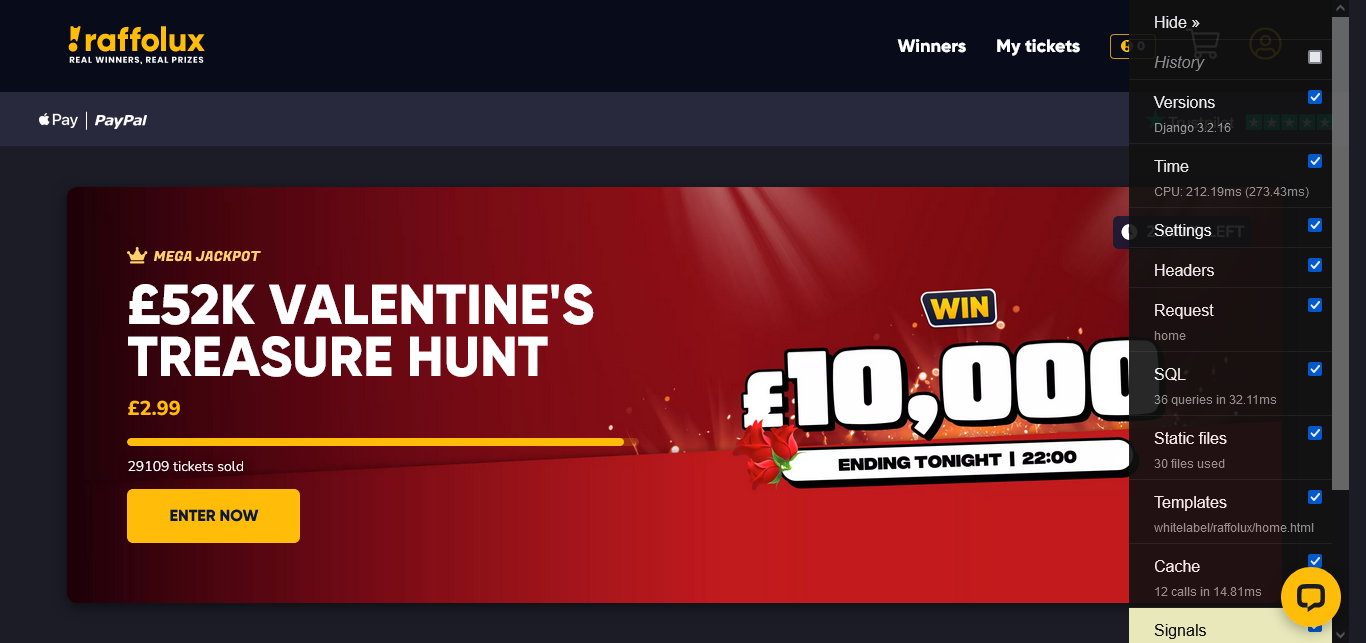 raffolux
REAL WINNERS, REAL PRIZES
Winners
My tickets
0
Pay | PayPal
Trustpilot
MEGA JACKPOT
£52K VALENTINE'S
TREASURE HUNT
£2.99
29109 tickets sold
ENTER NOW
WIN
£10,000
ENDING TONIGHT | 22:00
LEFT
Hide »
History
Versions
Django 3.2.16
Time
CPU: 212.19ms (273.43ms)
Settings
Headers
Request
home
SQL
36 queries in 32.11ms
Static files
30 files used
Templates
whitelabel/raffolux/home.html
Cache
12 calls in 14.81ms
Signals